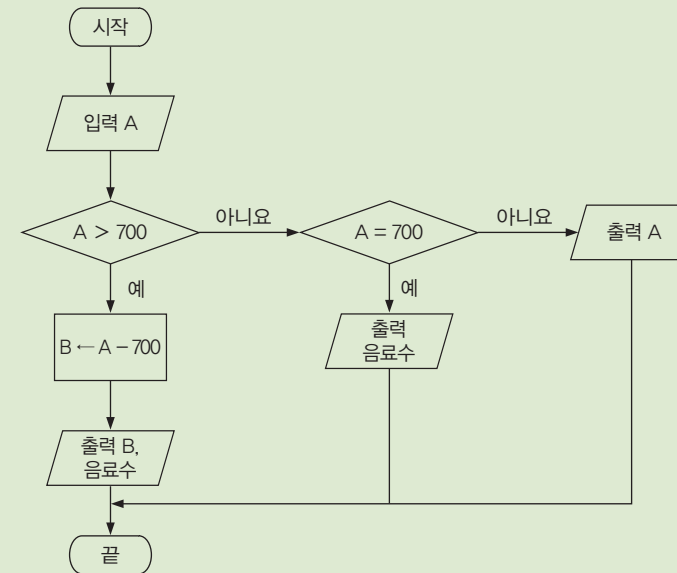 시작
입력 A
A > 700
아니요
A = 700
아니요
출력 A
예
예
B ← A - 700
출력
음료수
출력 B,
음료수
끝